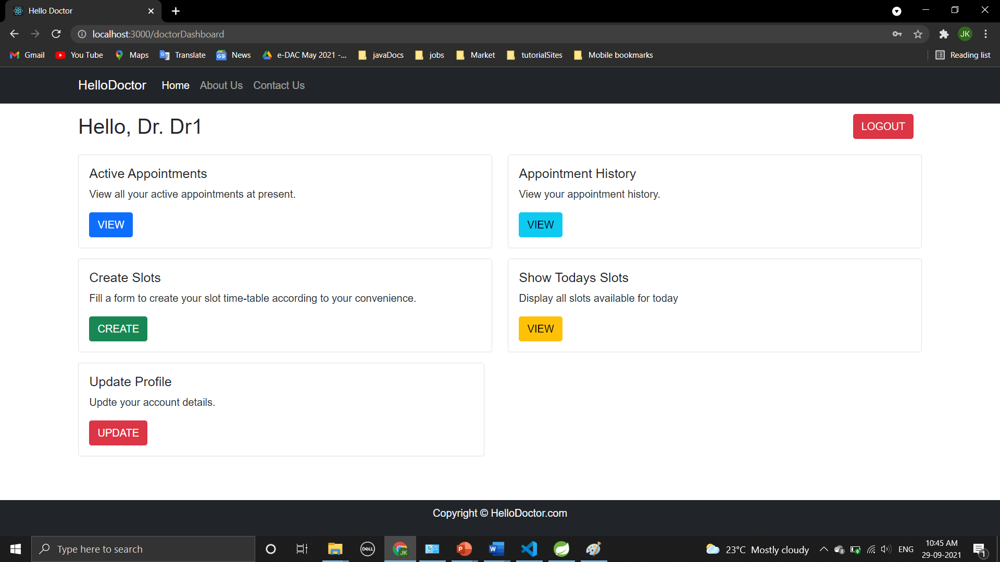 Hello Doctor
localhost:3000/doctorDashboard
JK
Gmail You Tube Maps Translate News e-DAC May 2021 -... javaDocs jobs Market tutorialSites Mobile bookmarks Reading list
HelloDoctor Home About Us Contact Us
Hello, Dr. Dr1
LOGOUT
Active Appointments
View all your active appointments at present.
VIEW
Appointment History
View your appointment history.
VIEW
Create Slots
Fill a form to create your slot time-table according to your convenience.
CREATE
Show Todays Slots
Display all slots available for today
VIEW
Update Profile
Updte your account details.
UPDATE
Copyright © HelloDoctor.com
Type here to search
DELL
JK
P
W
23°C Mostly cloudy
ENG
10:45 AM
29-09-2021
1